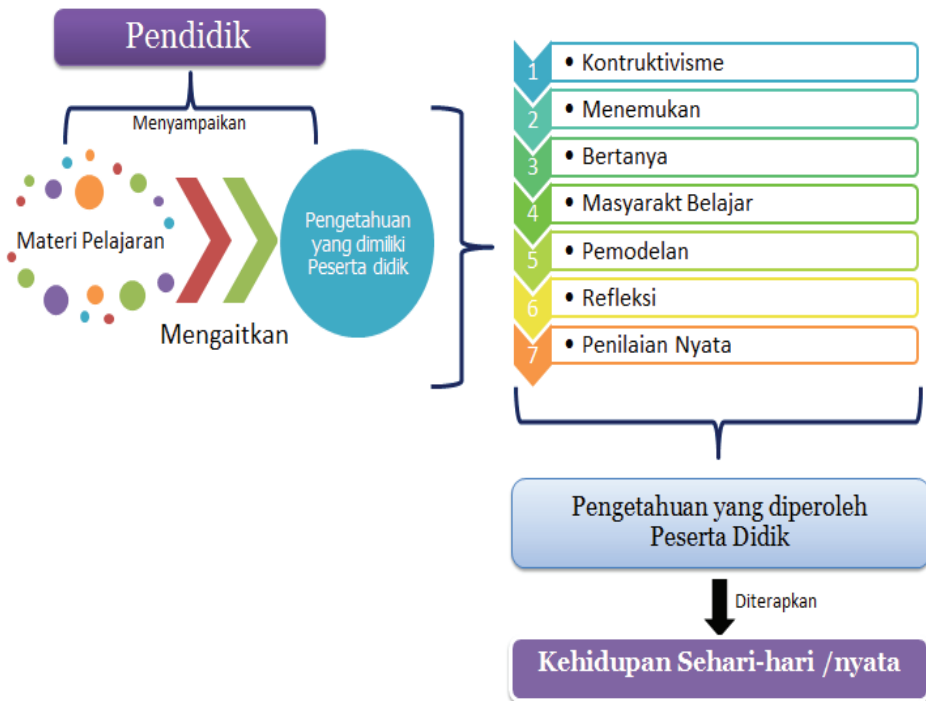 Pendidik
Menyampaikan
Materi Pelajaran
Mengaitkan
Pengetahuan
yang dimiliki
Peserta didik
1 • Kontruktivisme
2 • Menemukan
3 • Bertanya
4 • Masyarakt Belajar
5 • Pemodelan
6 • Refleksi
7 • Penilaian Nyata
Pengetahuan yang diperoleh
Peserta Didik
Diterapkan
Kehidupan Sehari-hari /nyata